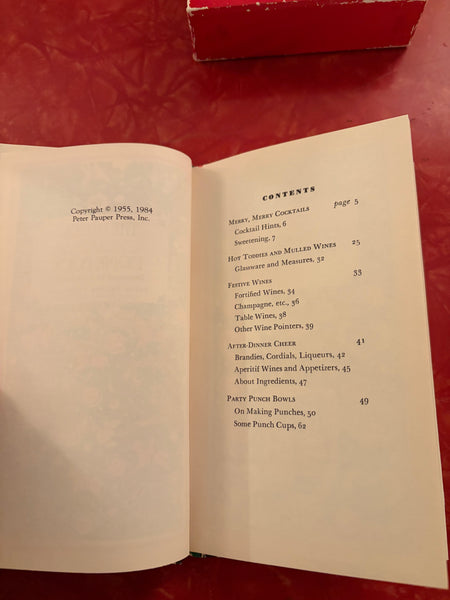 Copyright © 1955, 1984
Peter Pauper Press, Inc.
CONTENTS
MERRY, MERRY COCKTAILS page 5
Cocktail Hints, 6
Sweetening, 7
HOT TODDIES AND MULLED WINES 25
Glassware and Measures, 32
FESTIVE WINES 33
Fortified Wines, 34
Champagne, etc., 36
Table Wines, 38
Other Wine Pointers, 39
AFTER-DINNER CHEER 41
Brandies, Cordials, Liqueurs, 42
Aperitif Wines and Appetizers, 45
About Ingredients, 47
PARTY PUNCH BOWLS 49
On Making Punches, 50
Some Punch Cups, 62